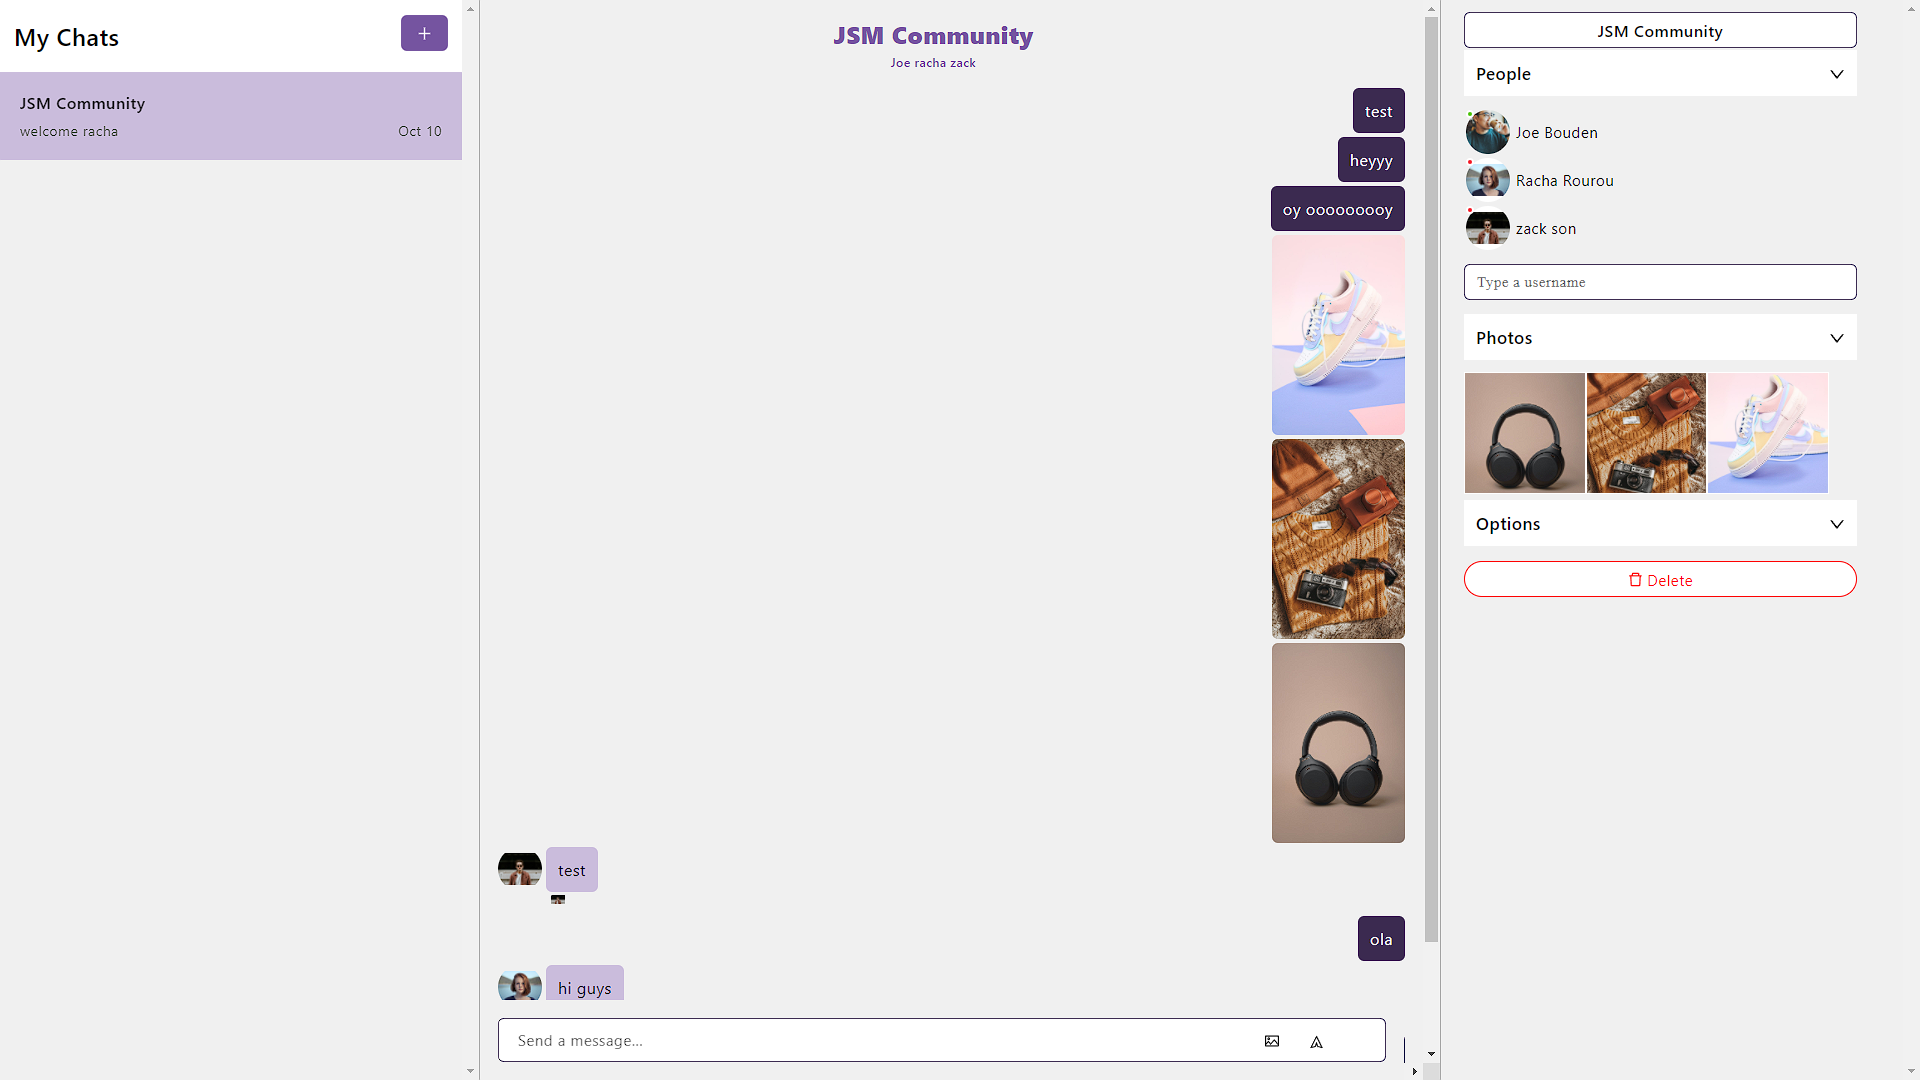 My Chats
+
JSM Community
welcome racha
Oct 10
JSM Community
Joe racha zack
test
heyyy
oy ooooooooy
test
ola
hi guys
Send a message...
JSM Community
People
Joe Bouden
Racha Rourou
zack son
Type a username
Photos
Options
Delete